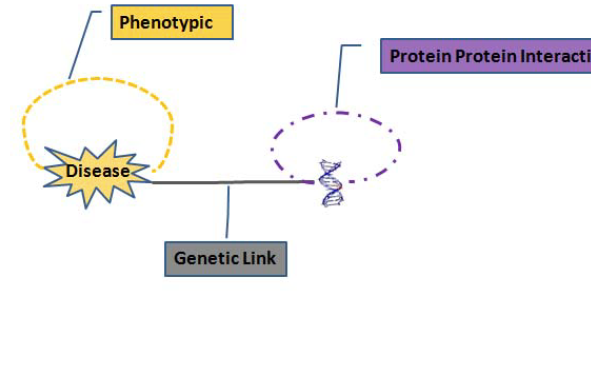 Phenotypic
Protein Protein Interacti
Disease
Genetic Link